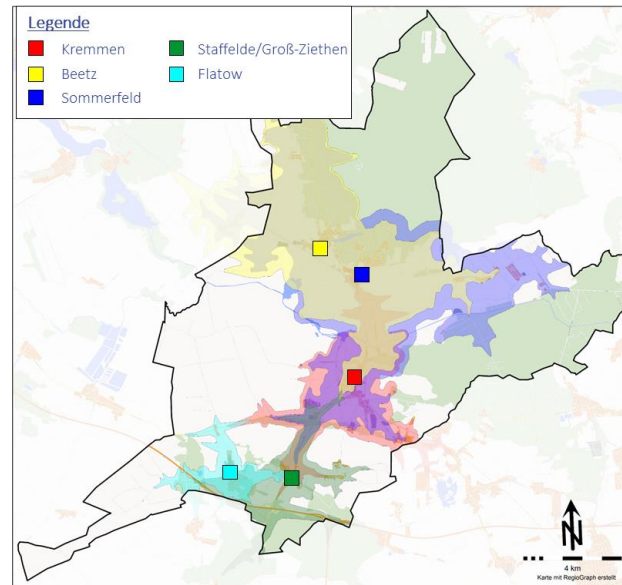 Legende
Kremmen
Staffelde/Groß-Ziethen
Beetz
Flatow
Sommerfeld
N
4 km
Karte mit RegioGraph erstellt